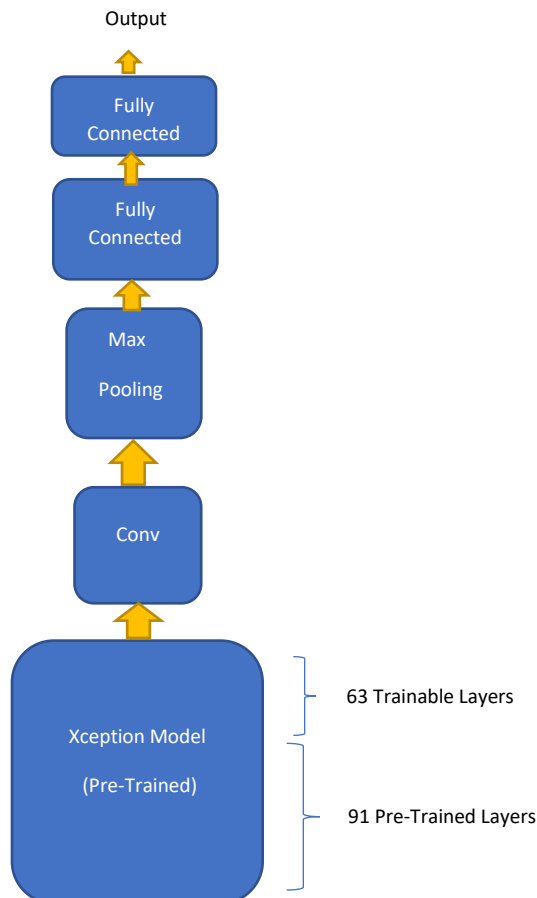 Output
Fully
Connected
Fully
Connected
Max
Pooling
Conv
63 Trainable Layers
Xception Model
(Pre-Trained)
91 Pre-Trained Layers